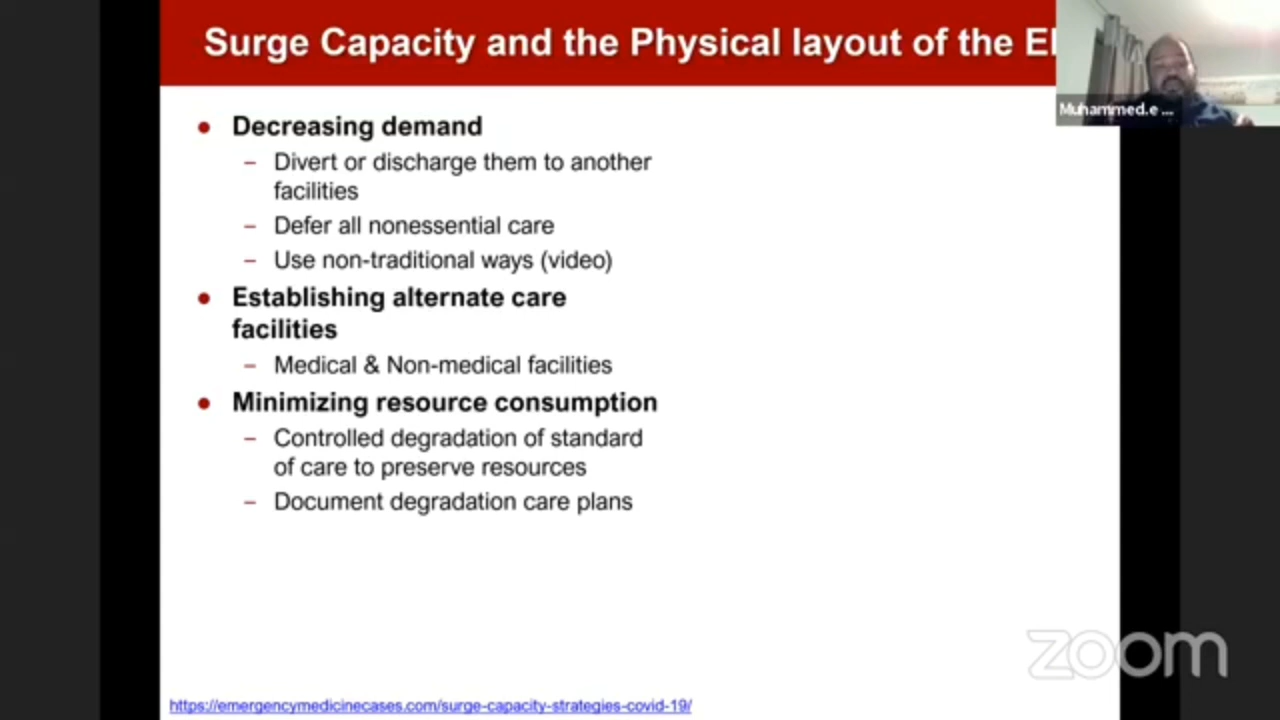 Surge Capacity and the Physical layout of the
Muhammed.e ...
● Decreasing demand
– Divert or discharge them to another
facilities
– Defer all nonessential care
– Use non-traditional ways (video)
● Establishing alternate care
facilities
– Medical & Non-medical facilities
● Minimizing resource consumption
– Controlled degradation of standard
of care to preserve resources
– Document degradation care plans
zoom
https://emergencymedicinecases.com/surge-capacity-strategies-covid-19/